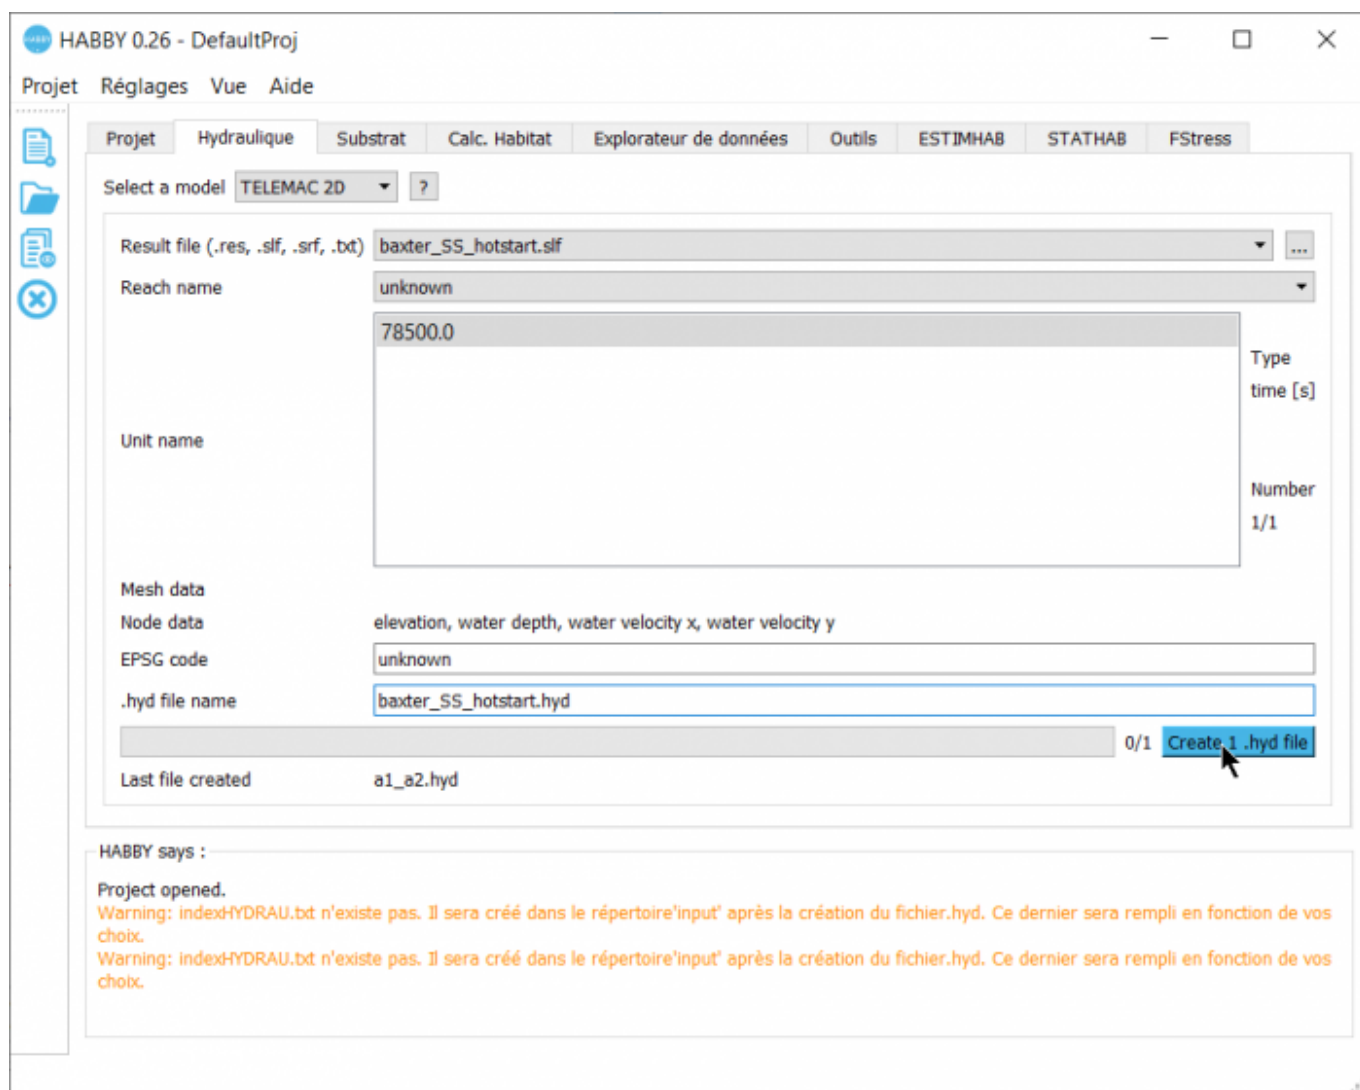 HABBY HABBY 0.26 - DefaultProj
Projet Réglages Vue Aide
Projet Hydraulique Substrat Calc. Habitat Explorateur de données Outils ESTIMHAB STATHAB FStress
Select a model TELEMAC 2D ?
Result file (.res, .slf, .srf, .txt) baxter_SS_hotstart.slf ...
Reach name unknown
78500.0
Type
time [s]
Unit name
Number
1/1
Mesh data
Node data elevation, water depth, water velocity x, water velocity y
EPSG code unknown
.hyd file name baxter_SS_hotstart.hyd
0/1 Create 1 .hyd file
Last file created a1_a2.hyd
HABBY says :
Project opened.
Warning: indexHYDRAU.txt n'existe pas. Il sera créé dans le répertoire'input' après la création du fichier.hyd. Ce dernier sera rempli en fonction de vos
choix.
Warning: indexHYDRAU.txt n'existe pas. Il sera créé dans le répertoire'input' après la création du fichier.hyd. Ce dernier sera rempli en fonction de vos
choix.